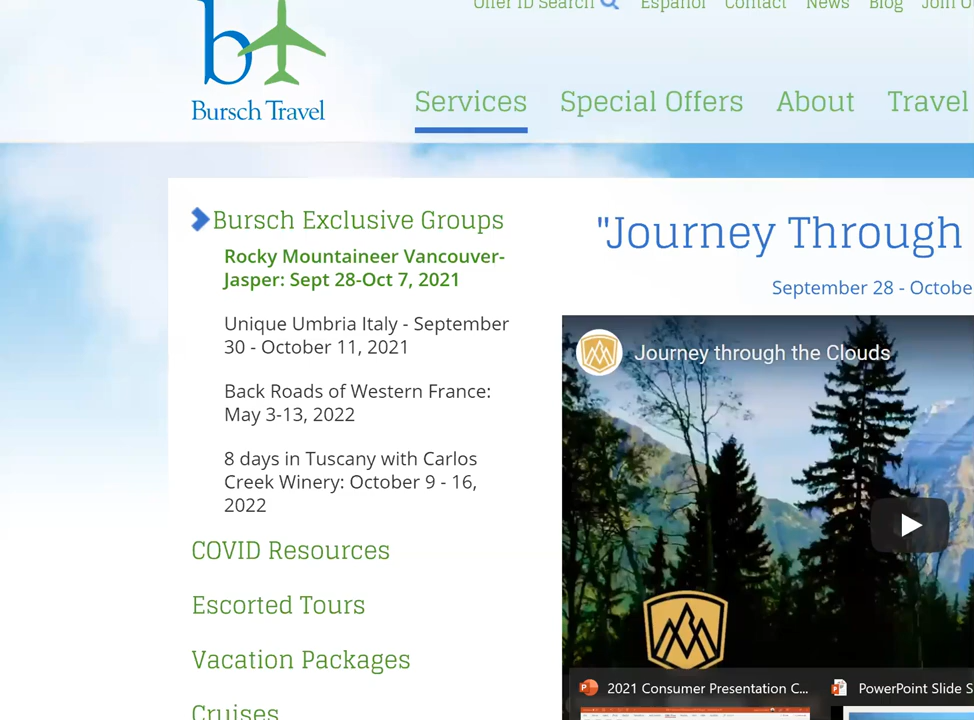 Offer ID Search Español Contact News Blog Join
b
Bursch Travel
Services Special Offers About Travel
Bursch Exclusive Groups
Rocky Mountaineer Vancouver-
Jasper: Sept 28-Oct 7, 2021
Unique Umbria Italy - September
30 - October 11, 2021
Back Roads of Western France:
May 3-13, 2022
8 days in Tuscany with Carlos
Creek Winery: October 9 - 16,
2022
COVID Resources
Escorted Tours
Vacation Packages
Cruises
"Journey Through
September 28 - Octobe
Journey through the Clouds
2021 Consumer Presentation C... PowerPoint Slide S